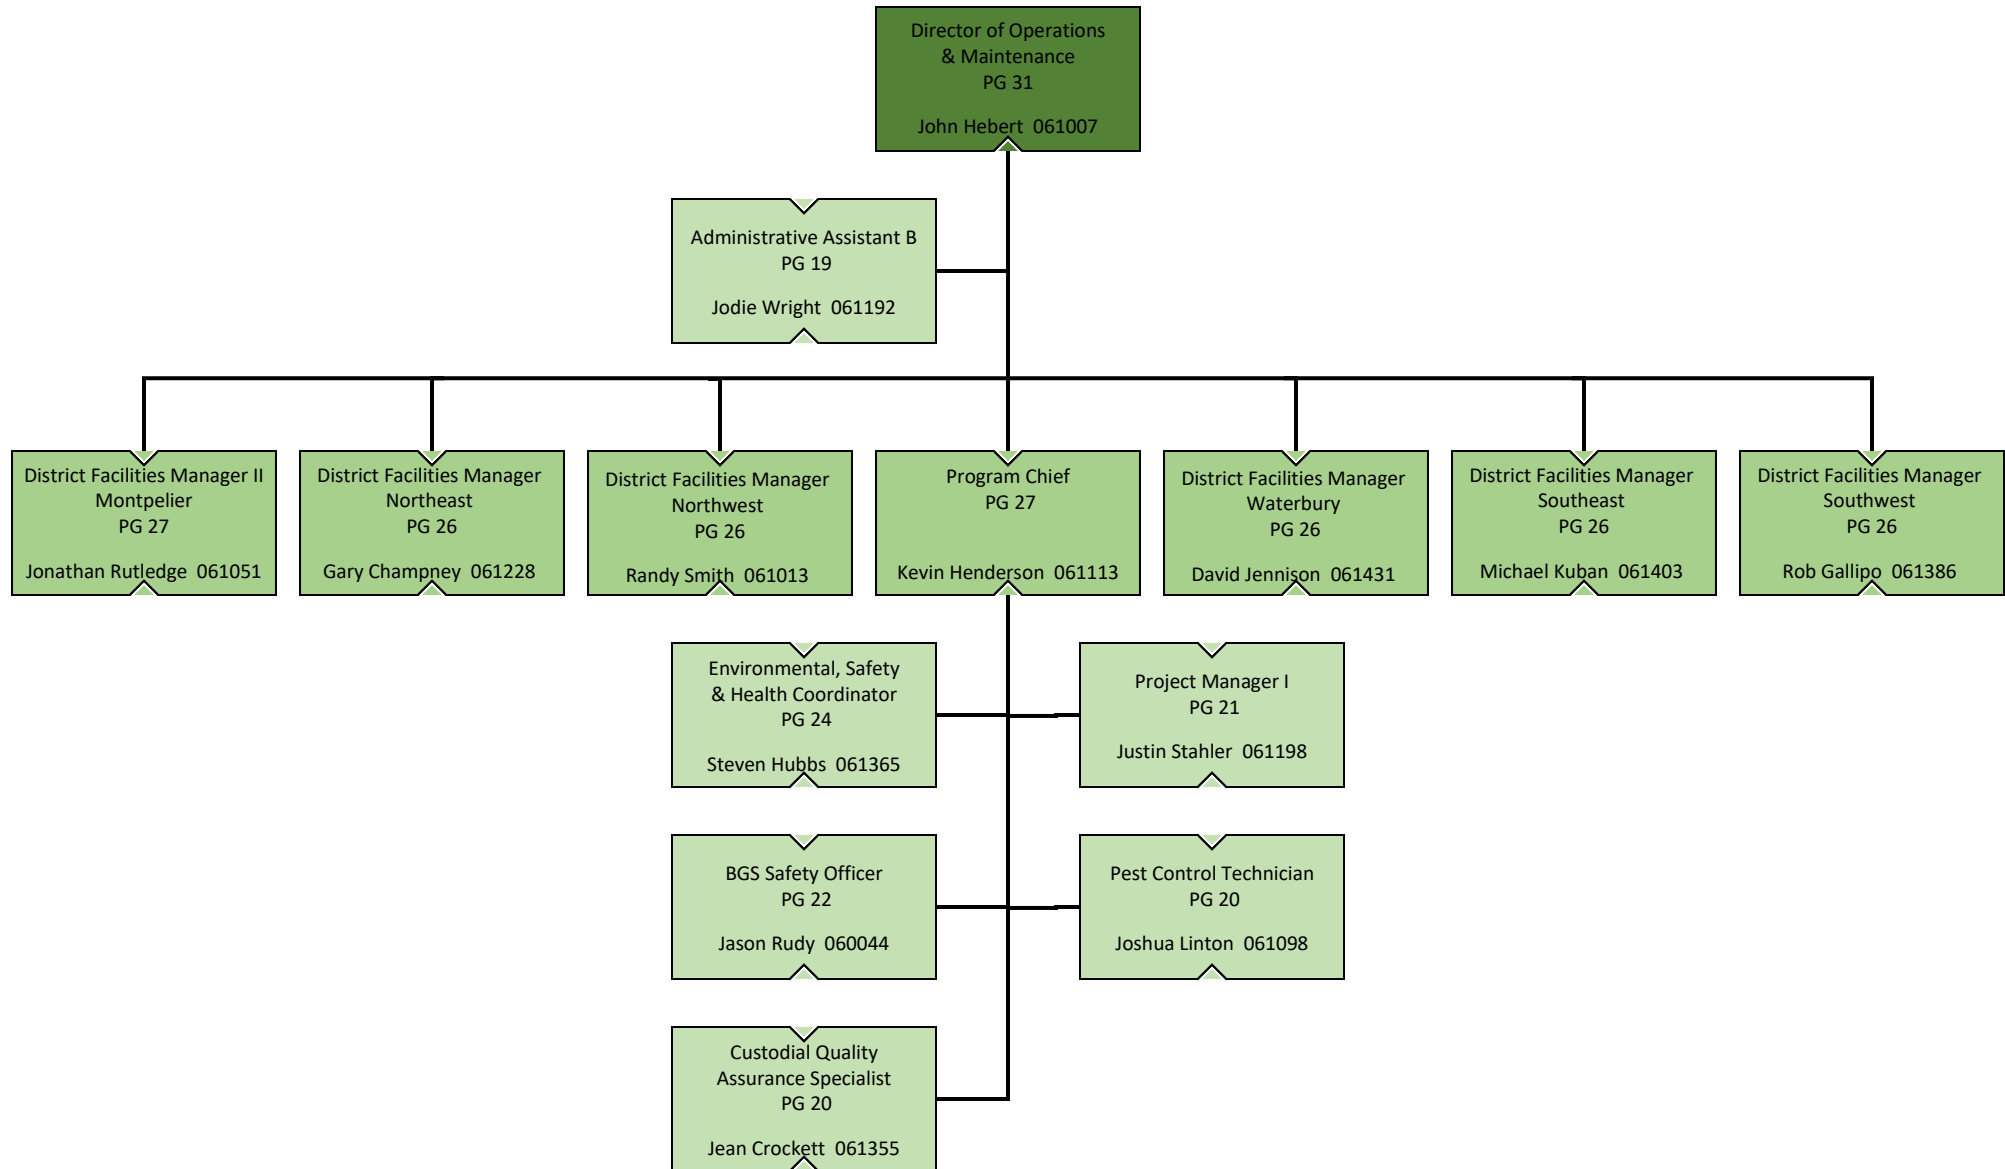 Director of Operations
& Maintenance
PG 31
John Hebert 061007
Administrative Assistant B
PG 19
Jodie Wright 061192
District Facilities Manager II
Montpelier
PG 27
Jonathan Rutledge 061051
District Facilities Manager
Northeast
PG 26
Gary Champney 061228
District Facilities Manager
Northwest
PG 26
Randy Smith 061013
Program Chief
PG 27
Kevin Henderson 061113
District Facilities Manager
Waterbury
PG 26
David Jennison 061431
District Facilities Manager
Southeast
PG 26
Michael Kuban 061403
District Facilities Manager
Southwest
PG 26
Rob Gallipo 061386
Environmental, Safety
& Health Coordinator
PG 24
Steven Hubbs 061365
Project Manager I
PG 21
Justin Stahler 061198
BGS Safety Officer
PG 22
Jason Rudy 060044
Pest Control Technician
PG 20
Joshua Linton 061098
Custodial Quality
Assurance Specialist
PG 20
Jean Crockett 061355